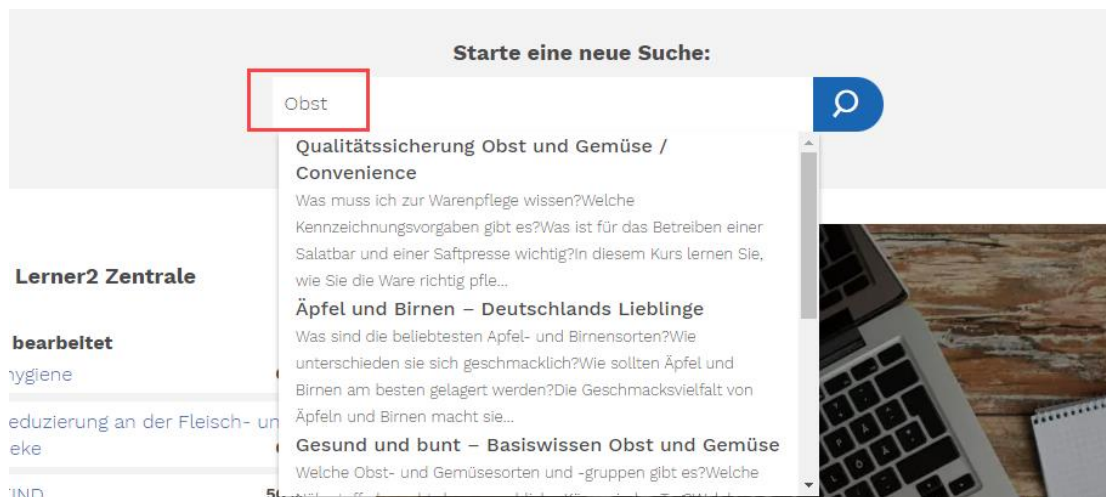 Starte eine neue Suche:
Obst
Qualitätssicherung Obst und Gemüse /
Convenience
Was muss ich zur Warenpflege wissen?Welche
Kennzeichnungsvorgaben gibt es?Was ist für das Betreiben einer
Salatbar und einer Saftpresse wichtig?In diesem Kurs lernen Sie,
wie Sie die Ware richtig pfle...
Äpfel und Birnen – Deutschlands Lieblinge
Was sind die beliebtesten Apfel- und Birnensorten?Wie
unterschieden sie sich geschmacklich?Wie sollten Äpfel und
Birnen am besten gelagert werden?Die Geschmacksvielfalt von
Äpfeln und Birnen macht sie...
Gesund und bunt – Basiswissen Obst und Gemüse
Welche Obst- und Gemüsesorten und -gruppen gibt es?Welche
Lerner2 Zentrale
bearbeitet
hygiene
eduzierung an der Fleisch- un
eke